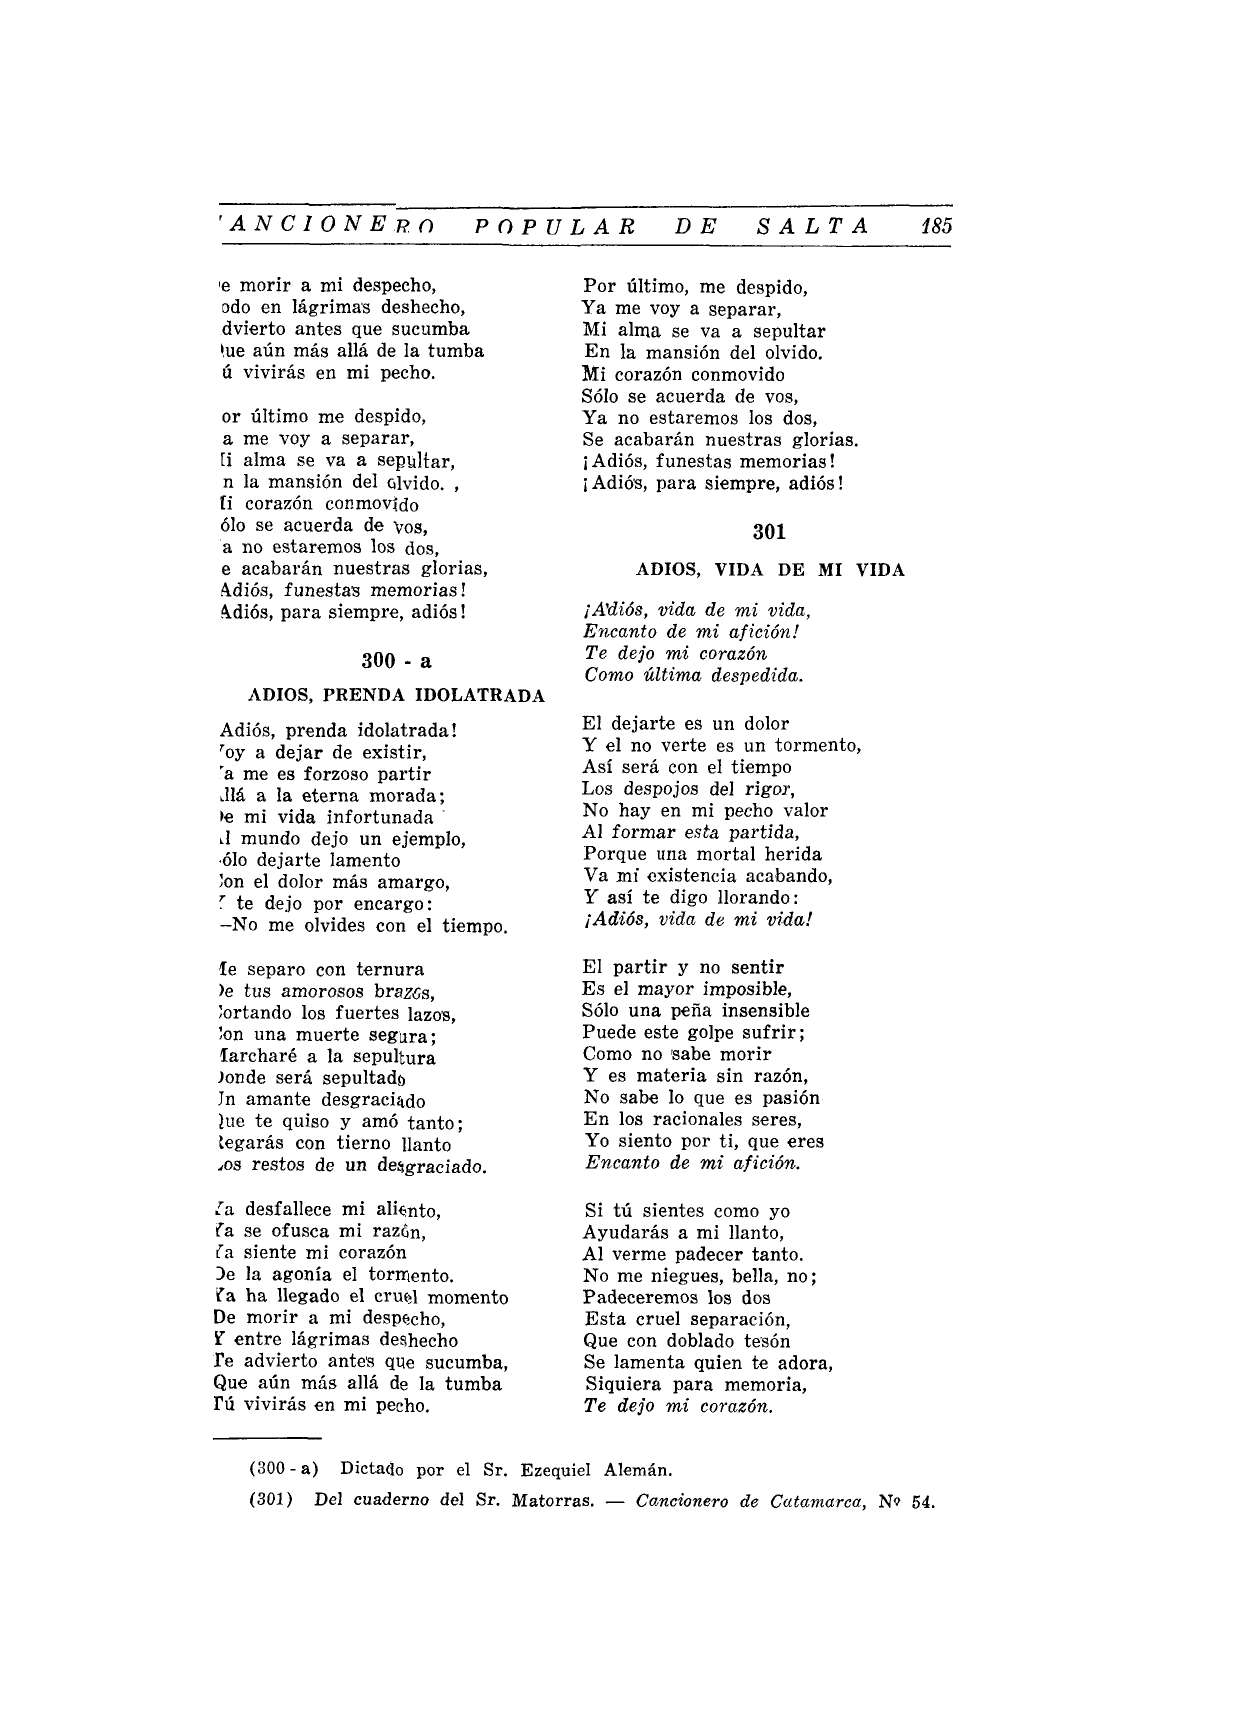 CANCIONERO POPULAR DE SALTA 185
e morir a mi despecho,
odo en lágrimas deshecho,
dvierto antes que sucumba
ue aún más allá de la tumba
ú vivirás en mi pecho.
or último me despido,
a me voy a separar,
i alma se va a sepultar,
n la mansión del olvido. ,
i corazón conmovido
ólo se acuerda de vos,
a no estaremos los dos,
e acabarán nuestras glorias,
Adiós, funestas memorias!
Adiós, para siempre, adiós!
300 - a
ADIOS, PRENDA IDOLATRADA
Adiós, prenda idolatrada!
oy a dejar de existir,
a me es forzoso partir
llá a la eterna morada;
e mi vida infortunada
l mundo dejo un ejemplo,
ólo dejarte lamento
on el dolor más amargo,
te dejo por encargo:
—No me olvides con el tiempo.
Me separo con ternura
De tus amorosos brazos,
ortando los fuertes lazos,
on una muerte segura;
Marcharé a la sepultura
Donde será sepultado
Un amante desgraciado
Que te quiso y amó tanto;
Regarás con tierno llanto
Los restos de un desgraciado.
Ya desfallece mi aliento,
Ya se ofusca mi razón,
Ya siente mi corazón
De la agonía el tormento.
Ya ha llegado el cruel momento
De morir a mi despecho,
Y entre lágrimas deshecho
Te advierto antes que sucumba,
Que aún más allá de la tumba
Tú vivirás en mi pecho.
Por último, me despido,
Ya me voy a separar,
Mi alma se va a sepultar
En la mansión del olvido.
Mi corazón conmovido
Sólo se acuerda de vos,
Ya no estaremos los dos,
Se acabarán nuestras glorias.
¡Adiós, funestas memorias!
¡Adiós, para siempre, adiós!
301
ADIOS, VIDA DE MI VIDA
¡Adiós, vida de mi vida,
Encanto de mi afición!
Te dejo mi corazón
Como última despedida.
El dejarte es un dolor
Y el no verte es un tormento,
Así será con el tiempo
Los despojos del rigor,
No hay en mi pecho valor
Al formar esta partida,
Porque una mortal herida
Va mi existencia acabando,
Y así te digo llorando:
¡Adiós, vida de mi vida!
El partir y no sentir
Es el mayor imposible,
Sólo una peña insensible
Puede este golpe sufrir;
Como no sabe morir
Y es materia sin razón,
No sabe lo que es pasión
En los racionales seres,
Yo siento por ti, que eres
Encanto de mi afición.
Si tú sientes como yo
Ayudarás a mi llanto,
Al verme padecer tanto.
No me niegues, bella, no;
Padeceremos los dos
Esta cruel separación,
Que con doblado tesón
Se lamenta quien te adora,
Siquiera para memoria,
Te dejo mi corazón.
(300 - a) Dictado por el Sr. Ezequiel Alemán.
(301) Del cuaderno del Sr. Matorras. — Cancionero de Catamarca, Nº 54.